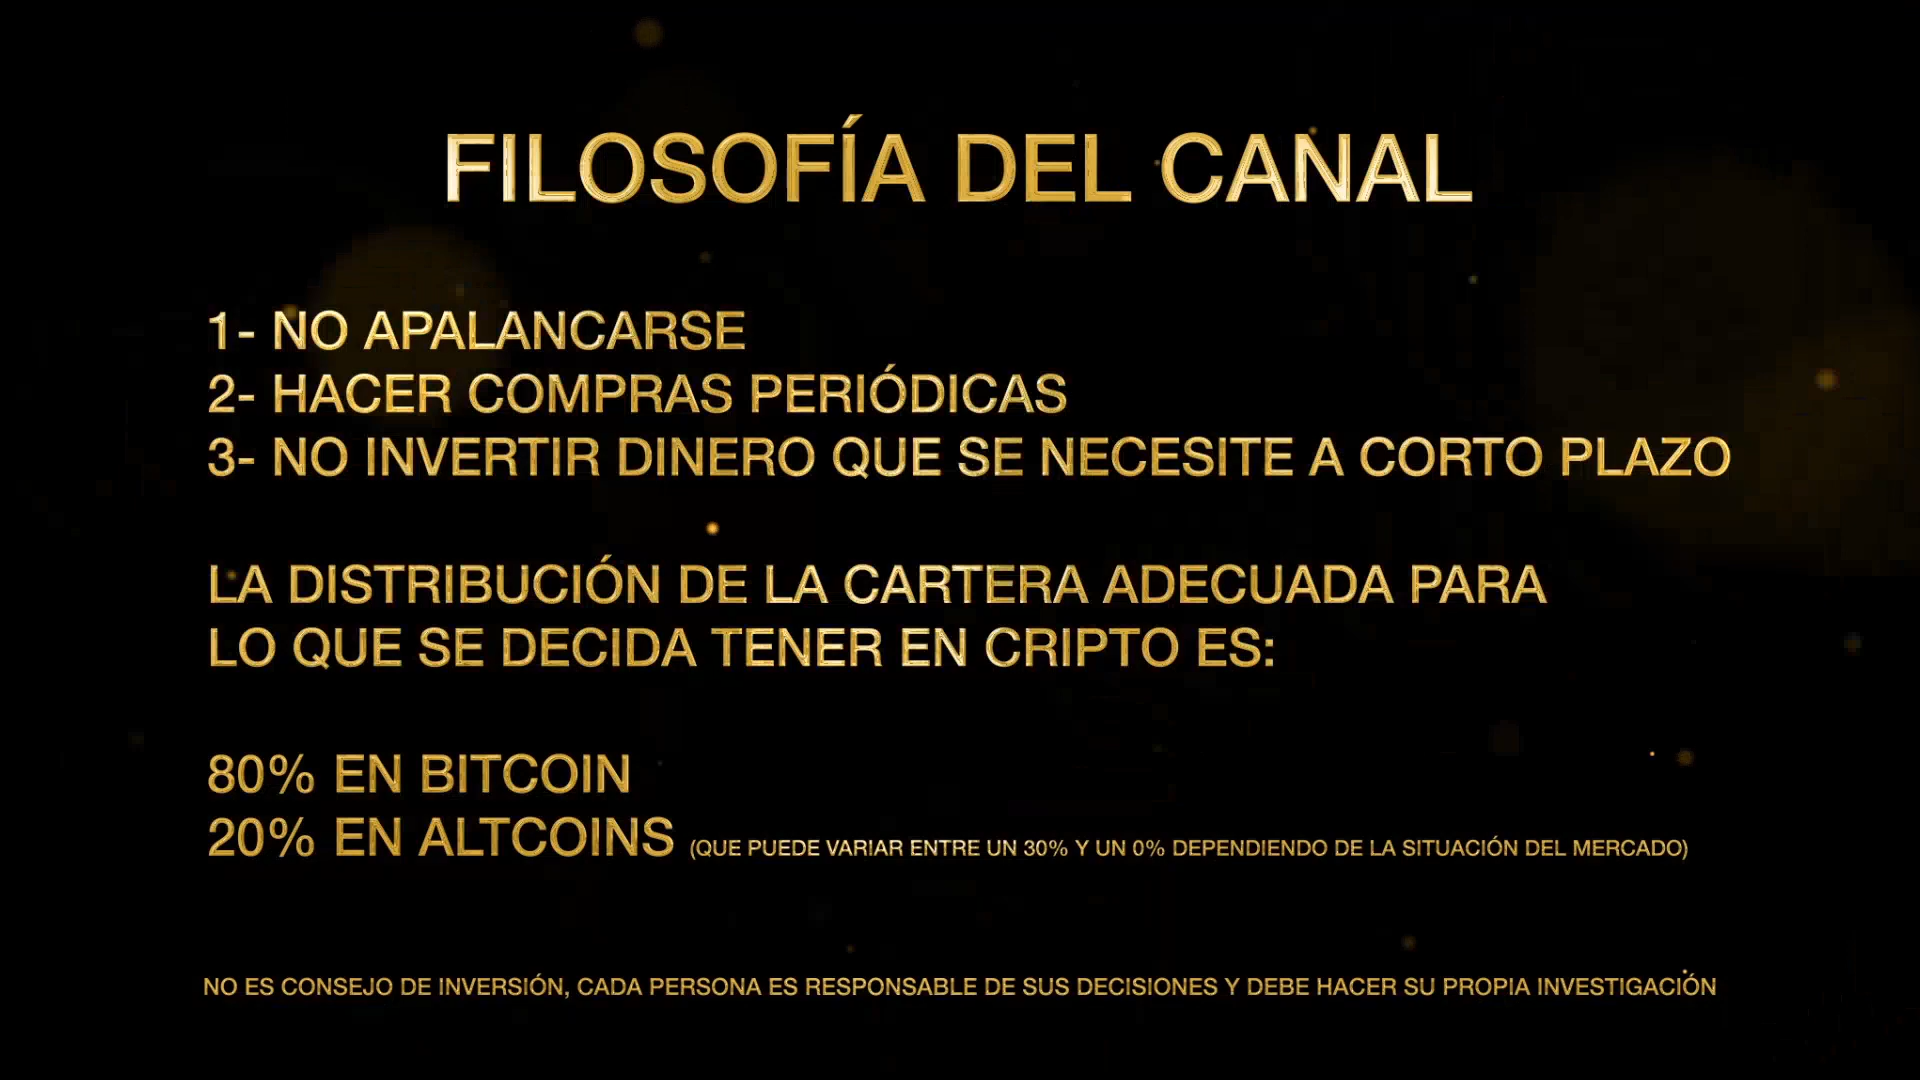 FILOSOFÍA DEL CANAL
1- NO APALANCARSE
2- HACER COMPRAS PERIÓDICAS
3- NO INVERTIR DINERO QUE SE NECESITE A CORTO PLAZO
LA DISTRIBUCIÓN DE LA CARTERA ADECUADA PARA
LO QUE SE DECIDA TENER EN CRIPTO ES:
80% EN BITCOIN
20% EN ALTCOINS (QUE PUEDE VARIAR ENTRE UN 30% Y UN 0% DEPENDIENDO DE LA SITUACIÓN DEL MERCADO)
NO ES CONSEJO DE INVERSIÓN, CADA PERSONA ES RESPONSABLE DE SUS DECISIONES Y DEBE HACER SU PROPIA INVESTIGACIÓN